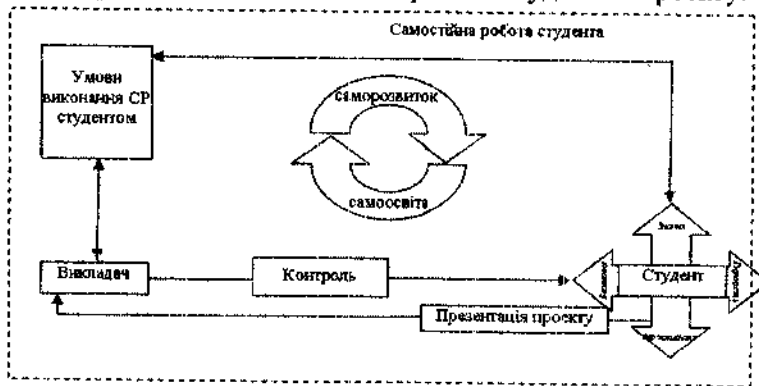 Самостійна робота студента
Умови
виконання СР
студентом
саморозвиток
самоосвіта
Викладач
Контроль
Студент
Презентація проекту